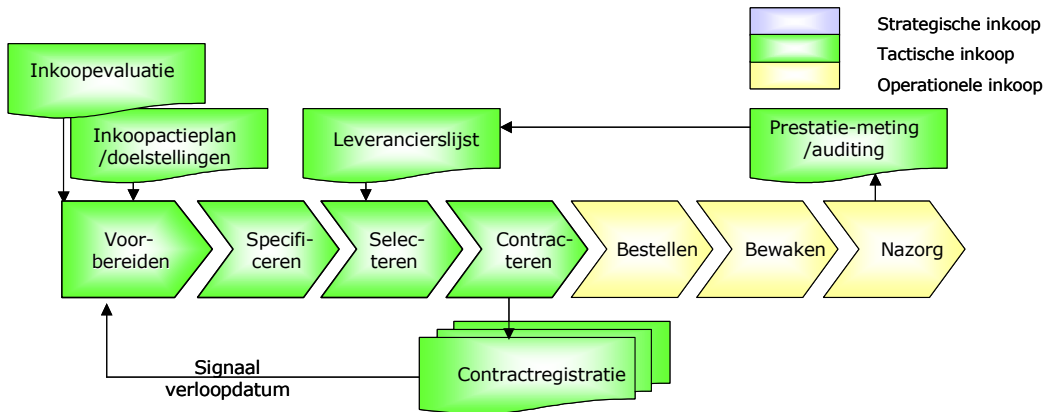 Strategische inkoop
Tactische inkoop
Operationele inkoop
Inkoopevaluatie
Inkoopactieplan
/doelstellingen
Leverancierslijst
Prestatie-meting
/auditing
Voor-
bereiden
Specifi-
ceren
Selec-
teren
Contrac-
teren
Bestellen
Bewaken
Nazorg
Signaal
verloopdatum
Contractregistratie